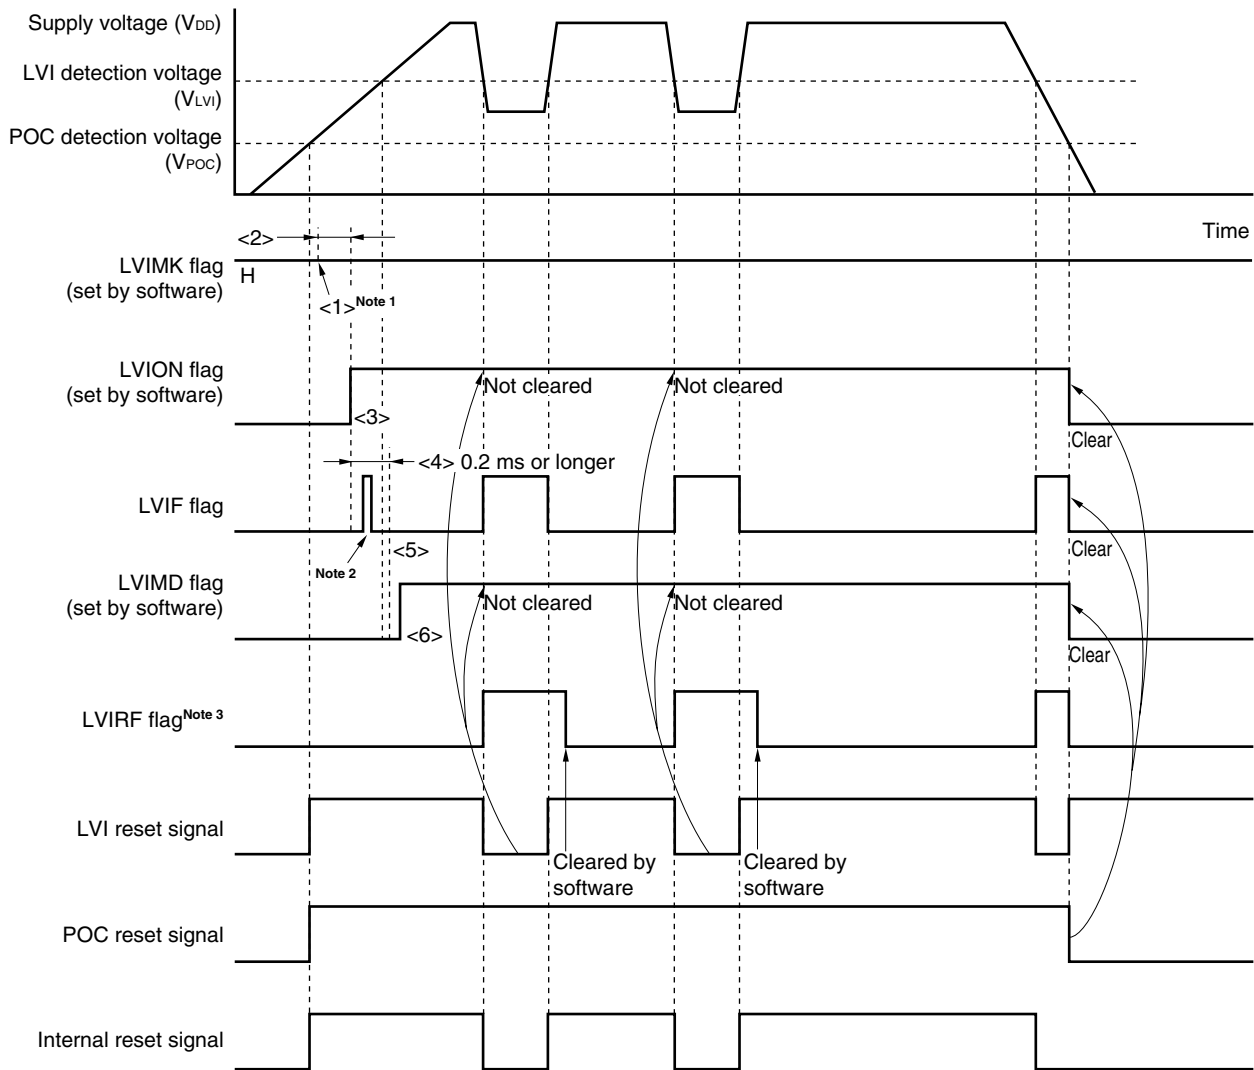 Supply voltage (VDD)
LVI detection voltage
(VLVI)
POC detection voltage
(VPOC)
Time
<2>
LVIMK flag
(set by software)
H
<1>Note 1
LVION flag
(set by software)
Not cleared
Not cleared
<3>
Clear
<4> 0.2 ms or longer
LVIF flag
<5>
Clear
Note 2
LVIMD flag
(set by software)
Not cleared
Not cleared
<6>
Clear
LVIRF flagNote 3
LVI reset signal
Cleared by
software
Cleared by
software
POC reset signal
Internal reset signal